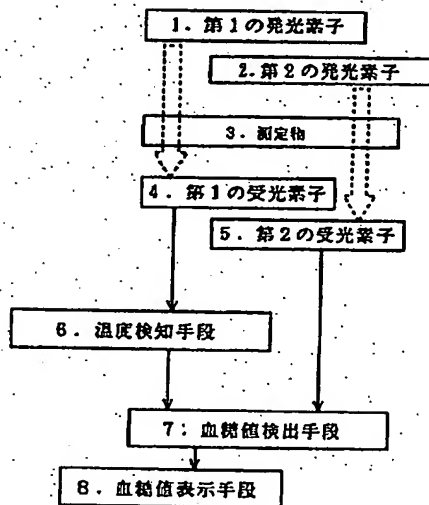 1．第1の発光素子
2．第2の発光素子
3．測定物
4．第1の受光素子
5．第2の受光素子
6．温度検知手段
7：血糖値検出手段
8．血糖値表示手段